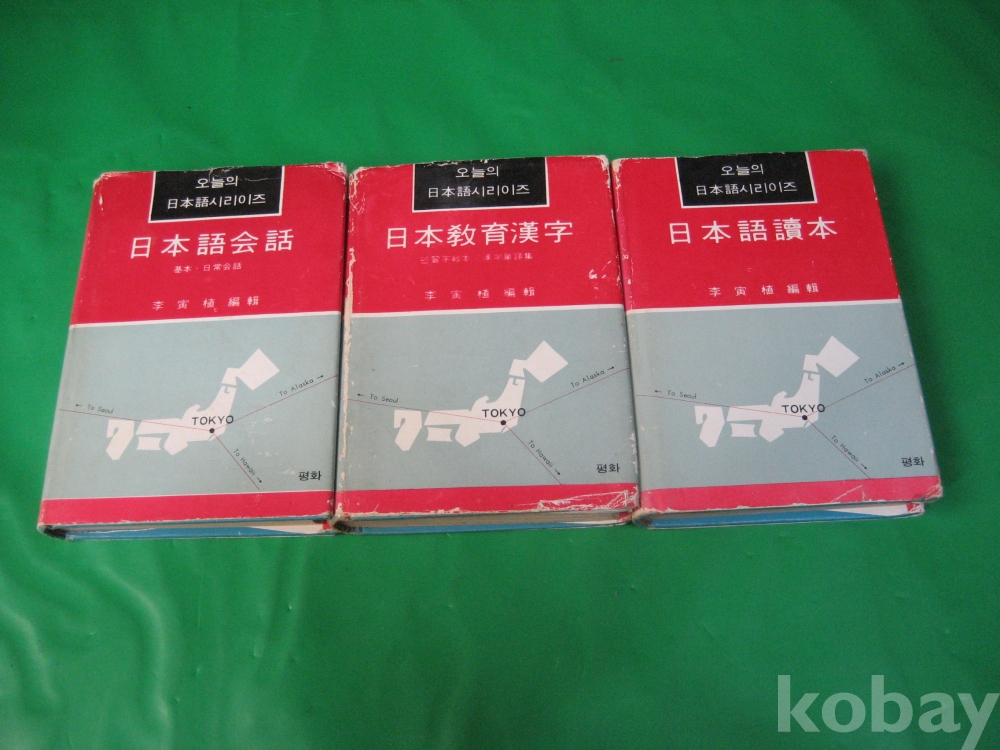 오늘의
日本語시리이즈
日本語会話
基本・日常会話
李寅植編輯
To Seoul
To Alaska
TOKYO
To Hawaii
평화
오늘의
日本語시리이즈
日本教育漢字
李寅植編輯
To Seoul
To Alaska
TOKYO
To Hawaii
평화
오늘의
日本語시리이즈
日本語讀本
李寅植編輯
To Seoul
To Alaska
TOKYO
To Hawaii
평화
kobay